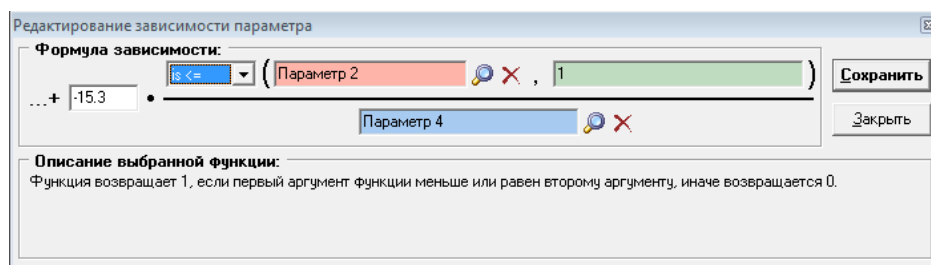 Редактирование зависимости параметра
Формула зависимости:
...+ -15.3 • is <= ( Параметр 2 , 1 )
Параметр 4
Сохранить
Закрыть
Описание выбранной функции:
Функция возвращает 1, если первый аргумент функции меньше или равен второму аргументу, иначе возвращается 0.